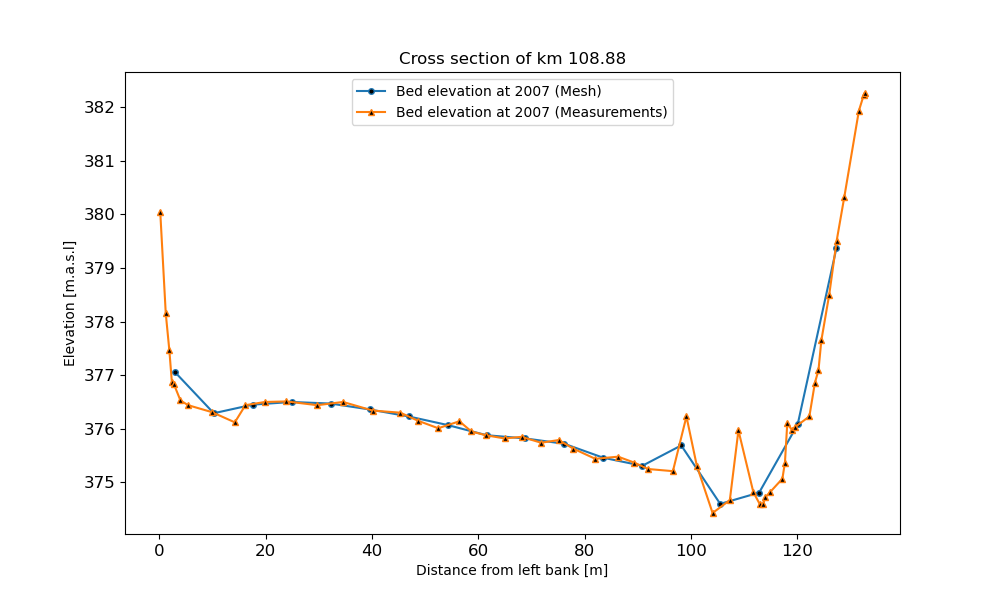 Cross section of km 108.88
Bed elevation at 2007 (Mesh)
Bed elevation at 2007 (Measurements)
Elevation [m.a.s.l]
382
381
380
379
378
377
376
375
0 20 40 60 80 100 120
Distance from left bank [m]